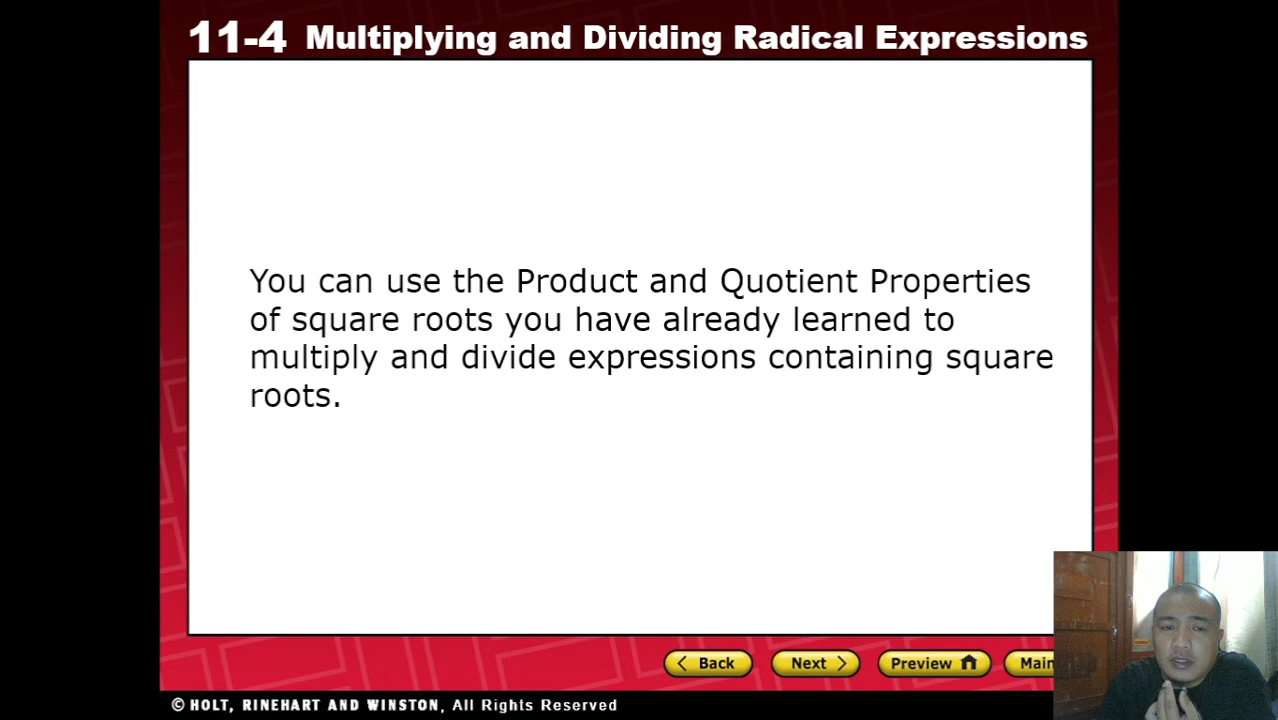 11-4 Multiplying and Dividing Radical Expressions
You can use the Product and Quotient Properties
of square roots you have already learned to
multiply and divide expressions containing square
roots.
Back Next Preview Main
© HOLT, RINEHART AND WINSTON, All Rights Reserved